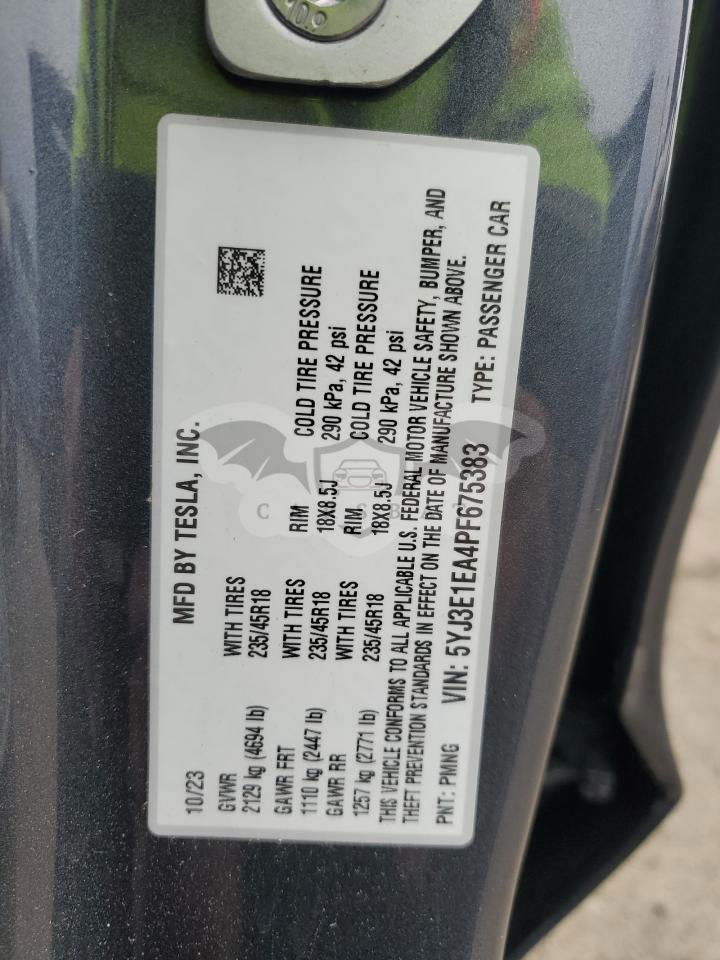 10.9
MFD BY TESLA, INC.
10/23
GVWR WITH TIRES
2129 kg (4694 lb) 235/45R18
GAWR FRT WITH TIRES RIM COLD TIRE PRESSURE
1110 kg (2447 lb) 235/45R18 18X8.5J 290 kPa, 42 psi
GAWR RR WITH TIRES RIM COLD TIRE PRESSURE
1257 kg (2771 lb) 235/45R18 18X8.5J 290 kPa, 42 psi
THIS VEHICLE CONFORMS TO ALL APPLICABLE U.S. FEDERAL MOTOR VEHICLE SAFETY, BUMPER, AND
THEFT PREVENTION STANDARDS IN EFFECT ON THE DATE OF MANUFACTURE SHOWN ABOVE.
PNT: PMNG VIN: 5YJ3E1EA4PF675383 TYPE: PASSENGER CAR